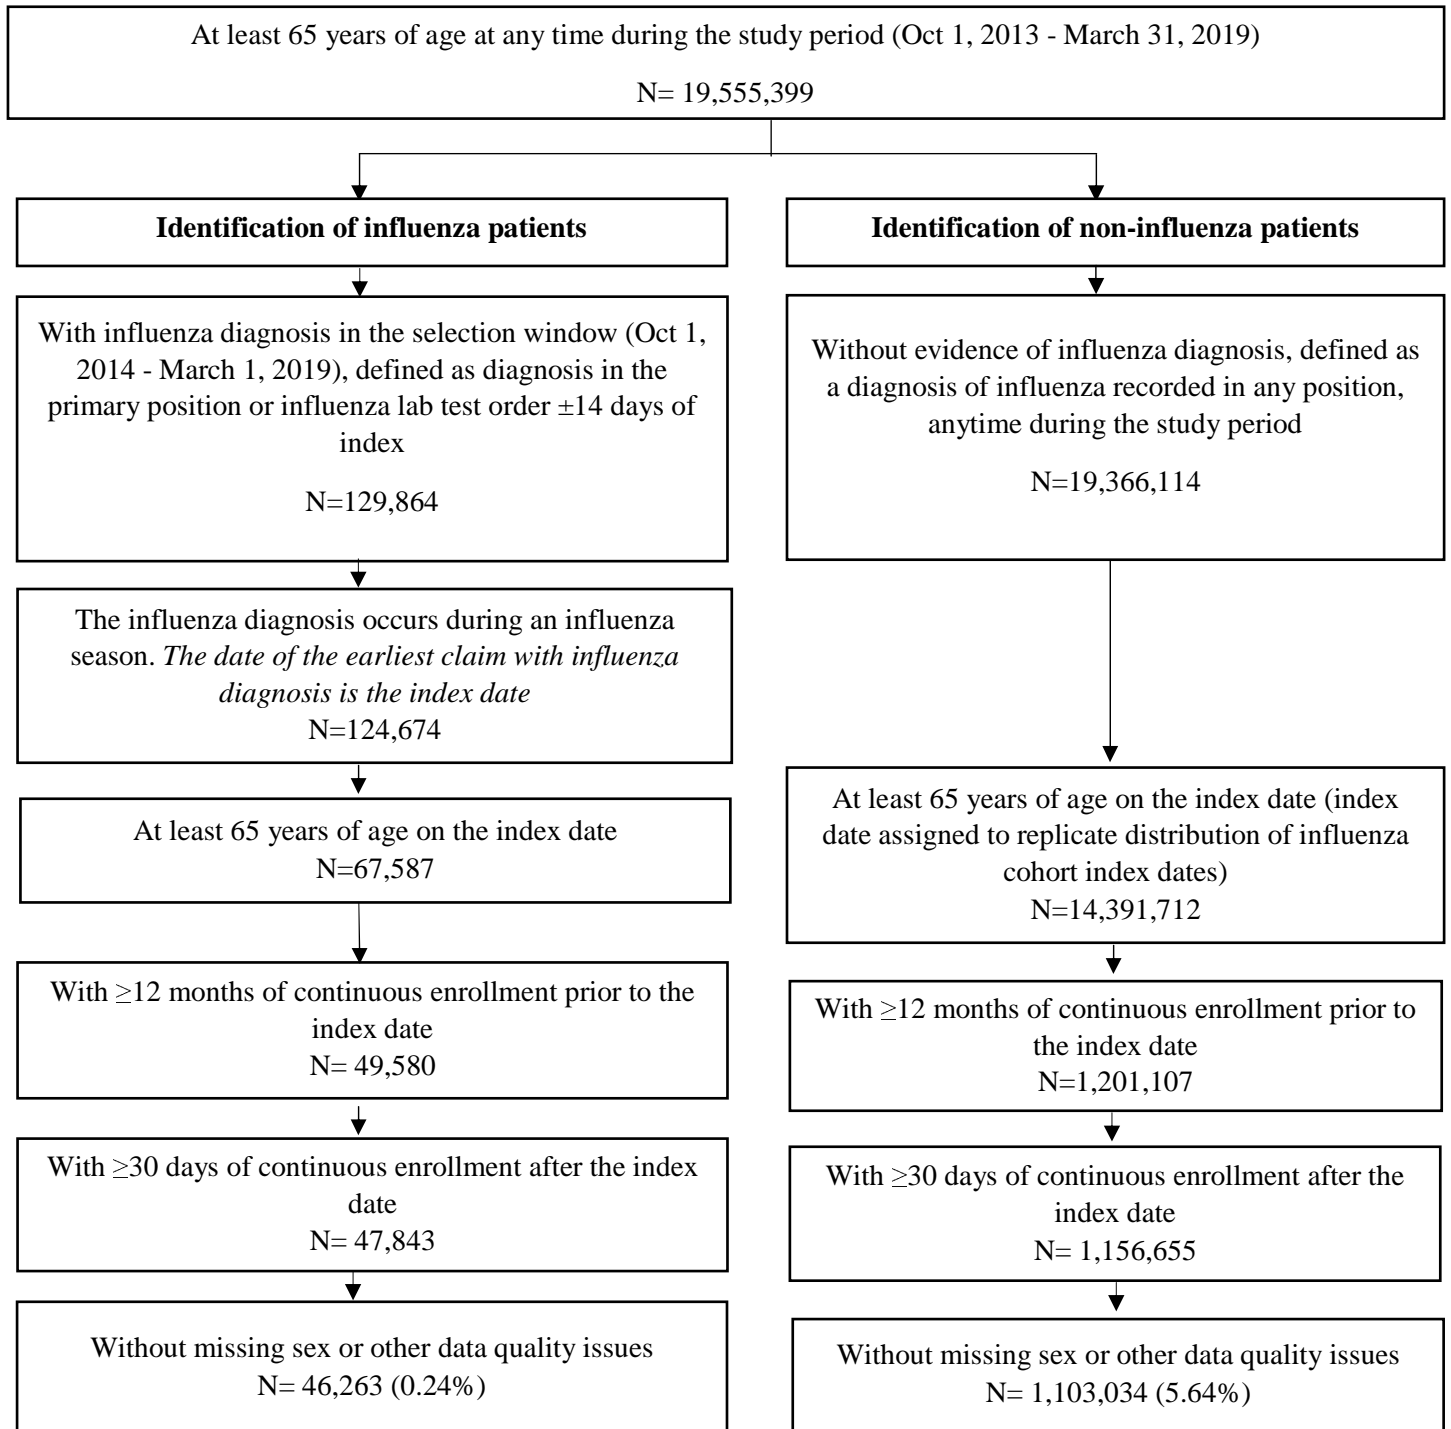 At least 65 years of age at any time during the study period (Oct 1, 2013 - March 31, 2019)
N= 19,555,399
Identification of influenza patients
With influenza diagnosis in the selection window (Oct 1,
2014 - March 1, 2019), defined as diagnosis in the
primary position or influenza lab test order ±14 days of
index
N=129,864
The influenza diagnosis occurs during an influenza
season. The date of the earliest claim with influenza
diagnosis is the index date
N=124,674
At least 65 years of age on the index date
N=67,587
With ≥12 months of continuous enrollment prior to the
index date
N= 49,580
With ≥30 days of continuous enrollment after the index
date
N= 47,843
Without missing sex or other data quality issues
N= 46,263 (0.24%)
Identification of non-influenza patients
Without evidence of influenza diagnosis, defined as
a diagnosis of influenza recorded in any position,
anytime during the study period
N=19,366,114
At least 65 years of age on the index date (index
date assigned to replicate distribution of influenza
cohort index dates)
N=14,391,712
With ≥12 months of continuous enrollment prior to
the index date
N=1,201,107
With ≥30 days of continuous enrollment after the
index date
N= 1,156,655
Without missing sex or other data quality issues
N= 1,103,034 (5.64%)